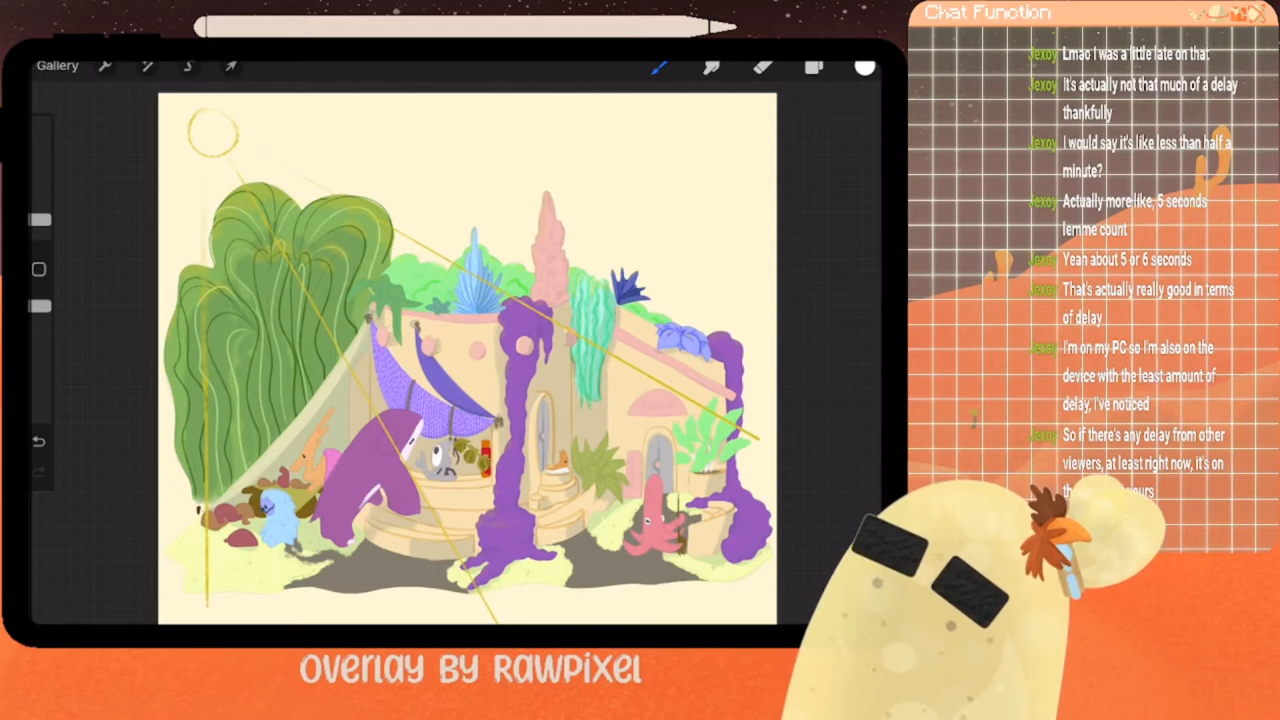 Chat Function
Gallery
Jexoy Lmao I was a little late on that
Jexoy It's actually not that much of a delay
thankfully
Jexoy I would say it's like less than half a
minute?
Jexoy Actually more like, 5 seconds
lemme count
Jexoy Yeah about 5 or 6 seconds
Jexoy That's actually really good in terms
of delay
Jexoy I'm on my PC so I'm also on the
device with the least amount of
delay, I've noticed
Jexoy So if there's any delay from other
viewers, at least right now, it's on
OVERLAY BY RAWPIXEL